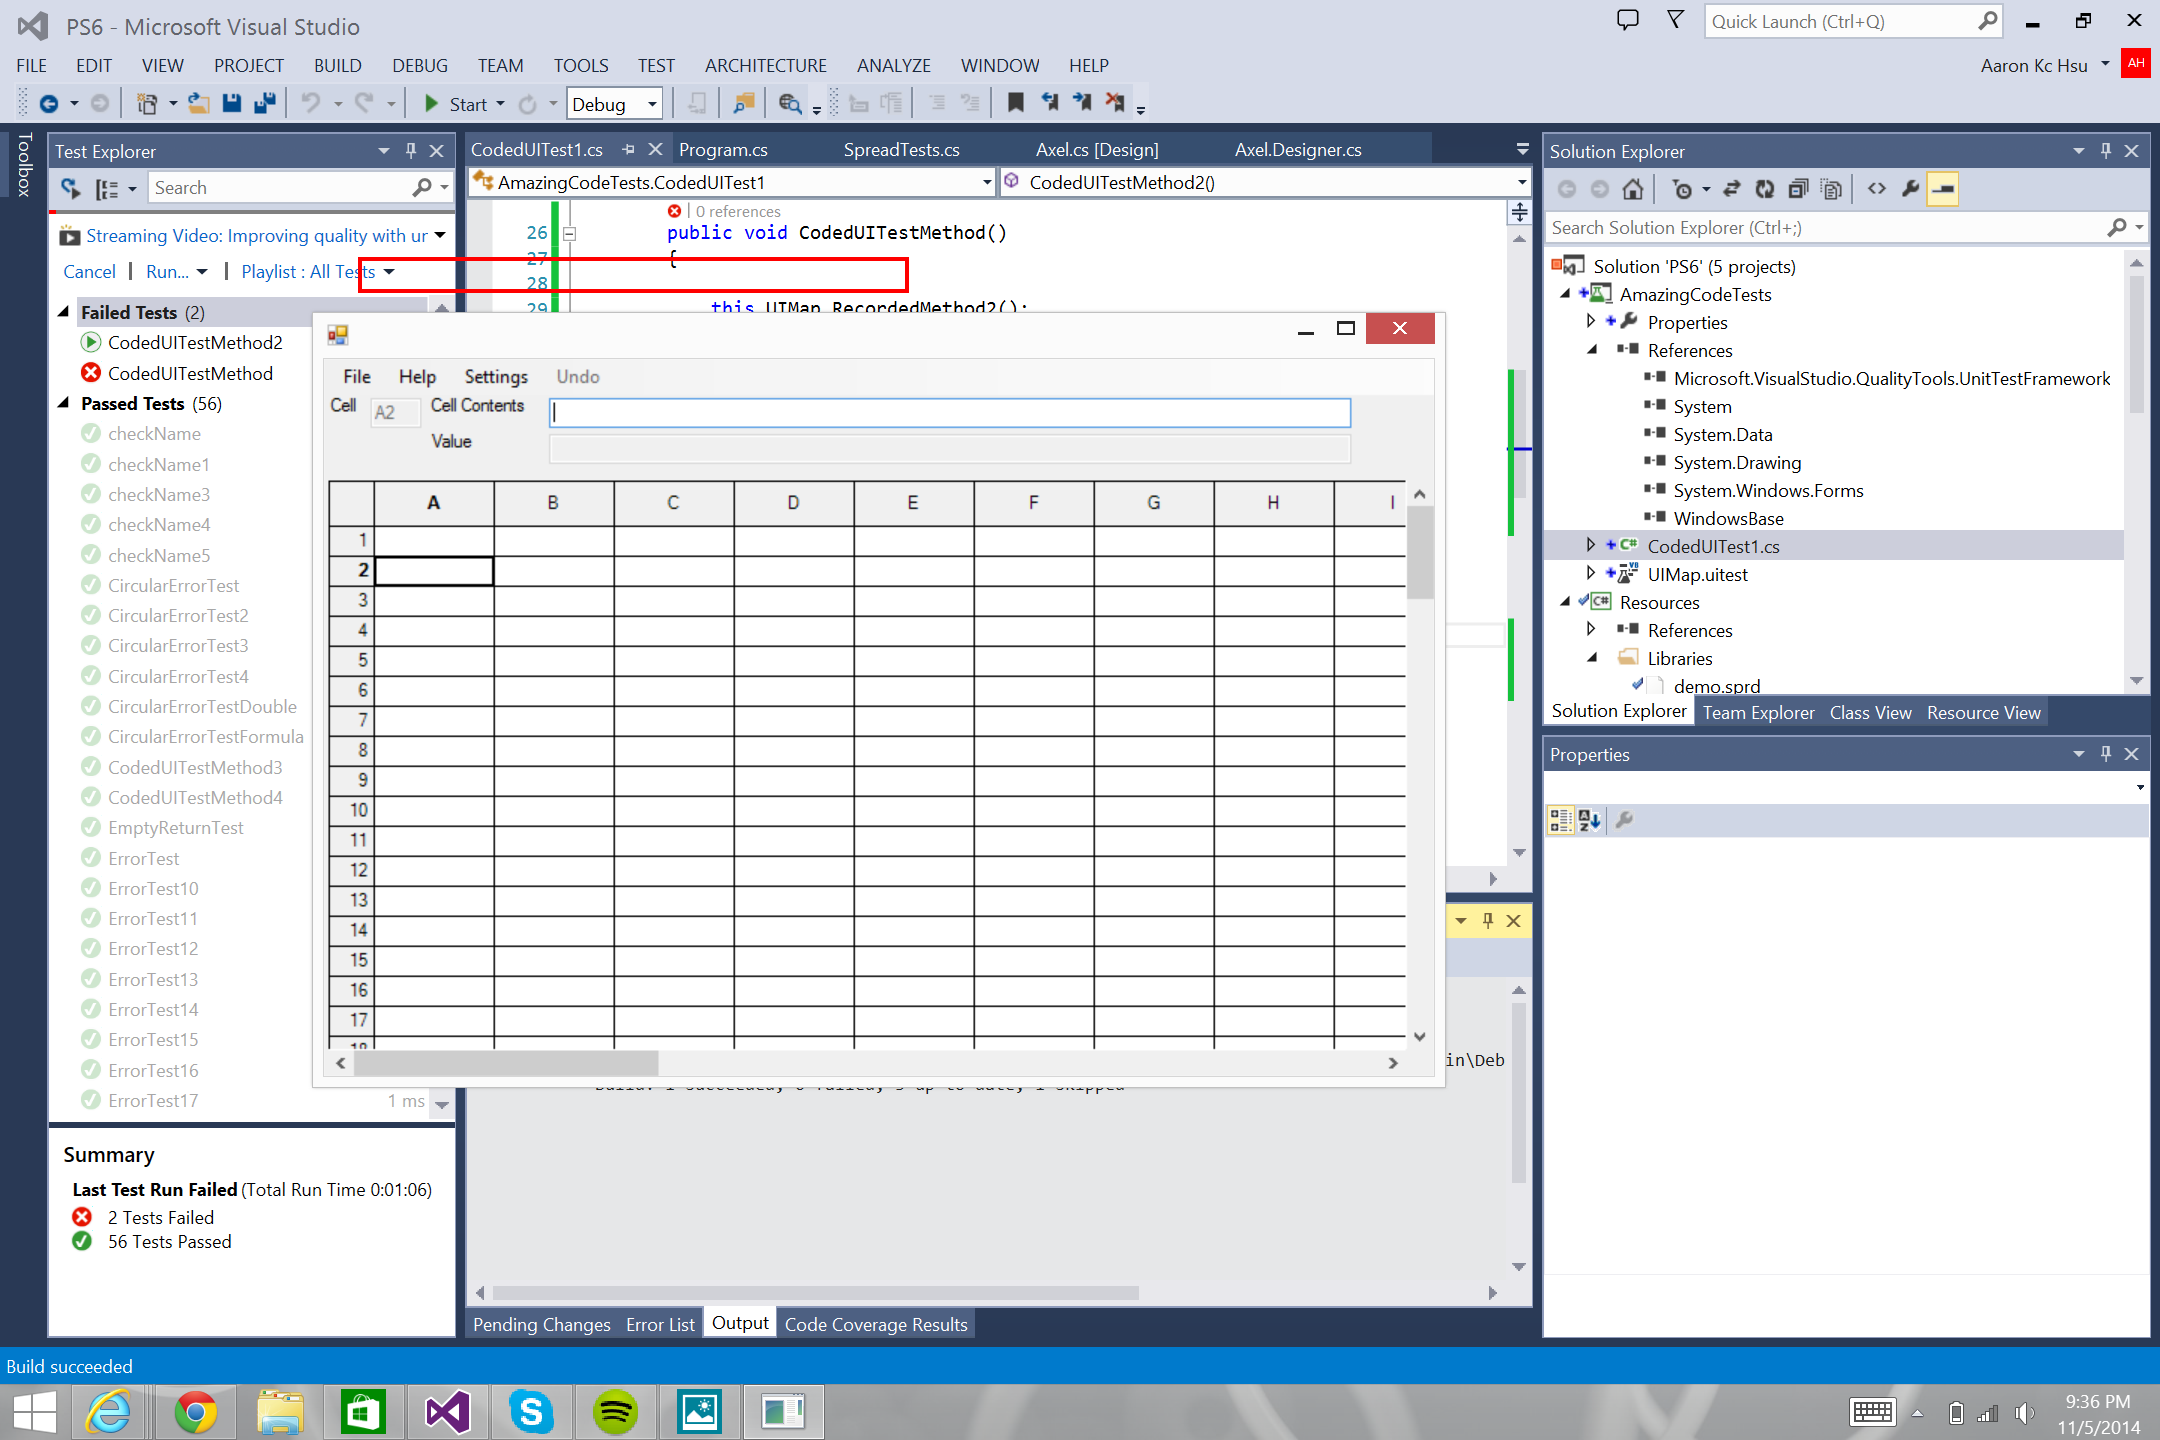 PS6 - Microsoft Visual Studio
Quick Launch (Ctrl+Q)
FILE EDIT VIEW PROJECT BUILD DEBUG TEAM TOOLS TEST ARCHITECTURE ANALYZE WINDOW HELP
Aaron Kc Hsu AH
Start Debug
Toolbox
Test Explorer
Search
Streaming Video: Improving quality with ur
Cancel | Run... | Playlist : All Tests
Failed Tests (2)
CodedUITestMethod2
CodedUITestMethod
Passed Tests (56)
checkName
checkName1
checkName3
checkName4
checkName5
CircularErrorTest
CircularErrorTest2
CircularErrorTest3
CircularErrorTest4
CircularErrorTestDouble
CircularErrorTestFormula
CodedUITestMethod3
CodedUITestMethod4
EmptyReturnTest
ErrorTest
ErrorTest10
ErrorTest11
ErrorTest12
ErrorTest13
ErrorTest14
ErrorTest15
ErrorTest16
ErrorTest17 1 ms
Summary
Last Test Run Failed (Total Run Time 0:01:06)
2 Tests Failed
56 Tests Passed
CodedUITest1.cs Program.cs SpreadTests.cs Axel.cs [Design] Axel.Designer.cs
AmazingCodeTests.CodedUITest1 CodedUITestMethod2()
| 0 references
26 public void CodedUITestMethod()
27 {
28
29 this.UIMap.RecordedMethod2();
File Help Settings Undo
Cell A2 Cell Contents
Value
A B C D E F G H I
1
2
3
4
5
6
7
8
9
10
11
12
13
14
15
16
17
18
in\Deb
Build: 1 succeeded, 0 failed, 5 up-to-date, 1 skipped
Pending Changes Error List Output Code Coverage Results
Solution Explorer
Search Solution Explorer (Ctrl+;)
Solution 'PS6' (5 projects)
AmazingCodeTests
Properties
References
Microsoft.VisualStudio.QualityTools.UnitTestFramework
System
System.Data
System.Drawing
System.Windows.Forms
WindowsBase
CodedUITest1.cs
UIMap.uitest
Resources
References
Libraries
demo.sprd
Solution Explorer Team Explorer Class View Resource View
Properties
Build succeeded
9:36 PM
11/5/2014